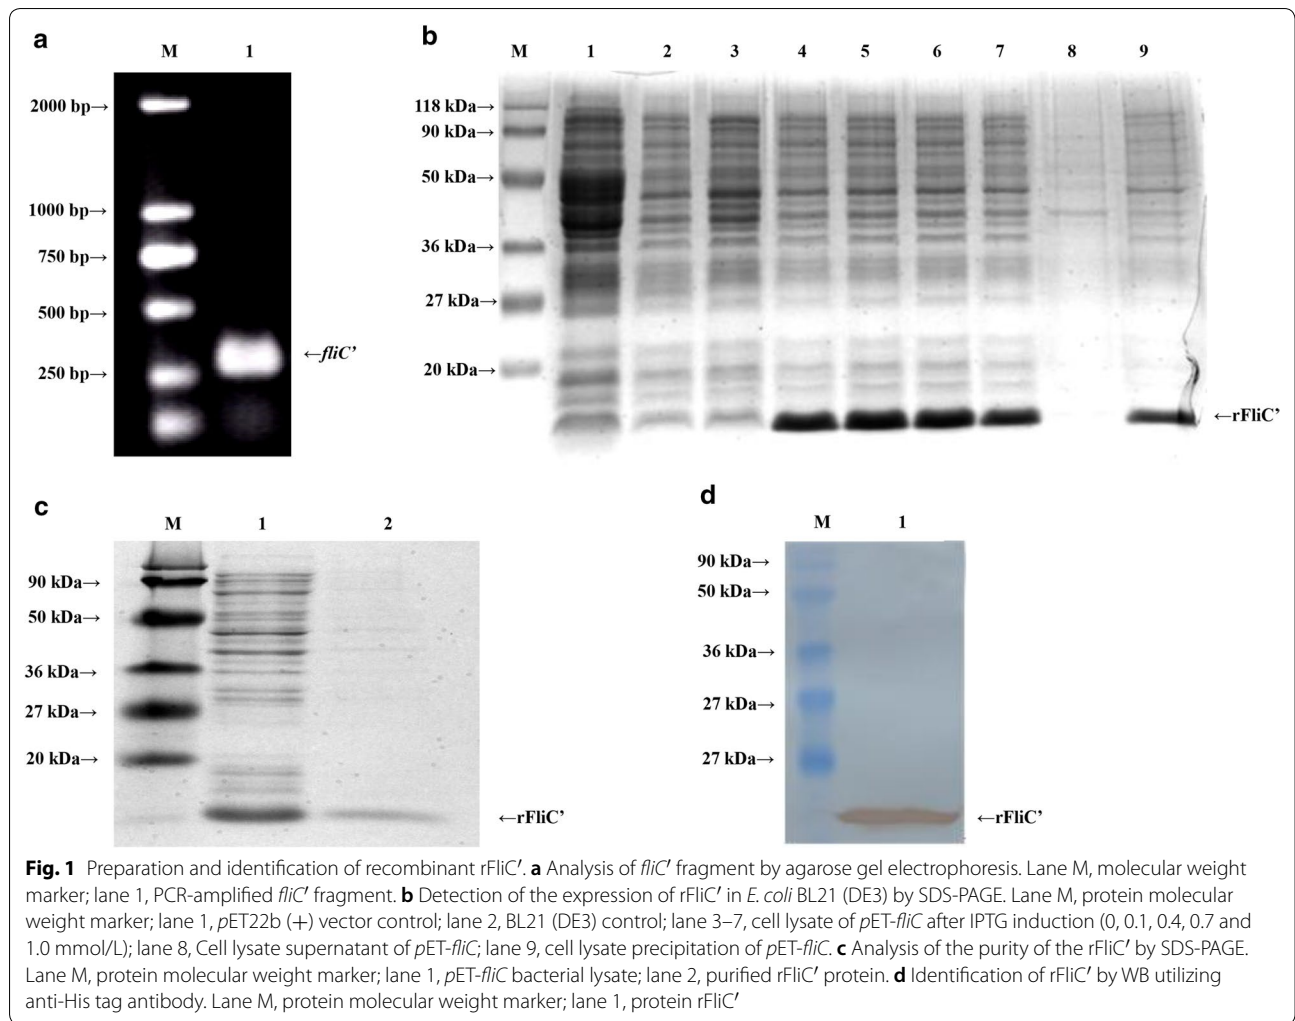 a
M 1
2000 bp→
1000 bp→
750 bp→
500 bp→
250 bp→
←fliC’
b
M 1 2 3 4 5 6 7 8 9
118 kDa→
90 kDa→
50 kDa→
36 kDa→
27 kDa→
20 kDa→
←rFliC’
c
M 1 2
90 kDa→
50 kDa→
36 kDa→
27 kDa→
20 kDa→
←rFliC’
d
M 1
90 kDa→
50 kDa→
36 kDa→
27 kDa→
27 kDa→
←rFliC’
Fig. 1 Preparation and identification of recombinant rFliC′. a Analysis of fliC′ fragment by agarose gel electrophoresis. Lane M, molecular weight
marker; lane 1, PCR-amplified fliC′ fragment. b Detection of the expression of rFliC′ in E. coli BL21 (DE3) by SDS-PAGE. Lane M, protein molecular
weight marker; lane 1, pET22b (+) vector control; lane 2, BL21 (DE3) control; lane 3–7, cell lysate of pET-fliC after IPTG induction (0, 0.1, 0.4, 0.7 and
1.0 mmol/L); lane 8, Cell lysate supernatant of pET-fliC; lane 9, cell lysate precipitation of pET-fliC. c Analysis of the purity of the rFliC′ by SDS-PAGE.
Lane M, protein molecular weight marker; lane 1, pET-fliC bacterial lysate; lane 2, purified rFliC′ protein. d Identification of rFliC′ by WB utilizing
anti-His tag antibody. Lane M, protein molecular weight marker; lane 1, protein rFliC′